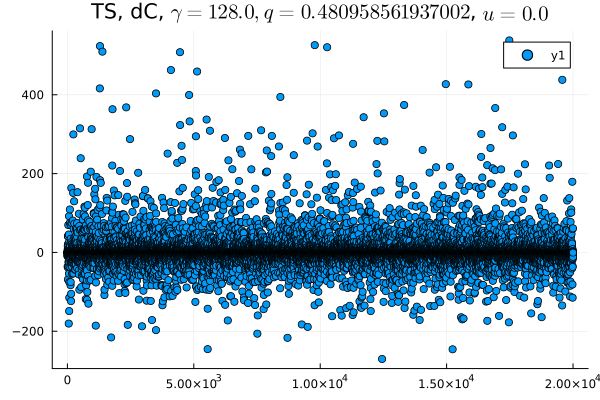 TS, dC, γ = 128.0, q = 0.480958561937002, u = 0.0
y1
400
200
0
−200
0 5.00×10³ 1.00×10⁴ 1.50×10⁴ 2.00×10⁴